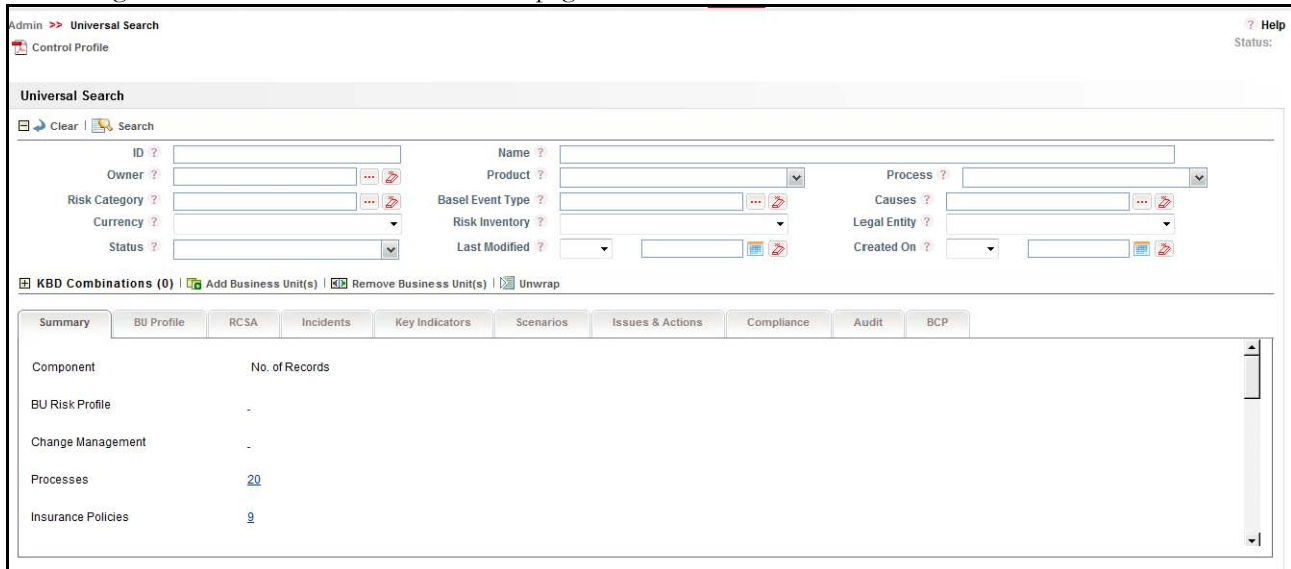 Admin >> Universal Search
? Help
Control Profile
Status:
Universal Search
Clear | Search
ID ? Name ?
Owner ? ... Product ? Process ?
Risk Category ? ... Basel Event Type ? ... Causes ? ...
Currency ? Risk Inventory ? Legal Entity ?
Status ? Last Modified ? Created On ?
KBD Combinations (0) | Add Business Unit(s) | Remove Business Unit(s) | Unwrap
Summary BU Profile RCSA Incidents Key Indicators Scenarios Issues & Actions Compliance Audit BCP
Component No. of Records
BU Risk Profile -
Change Management -
Processes 20
Insurance Policies 9